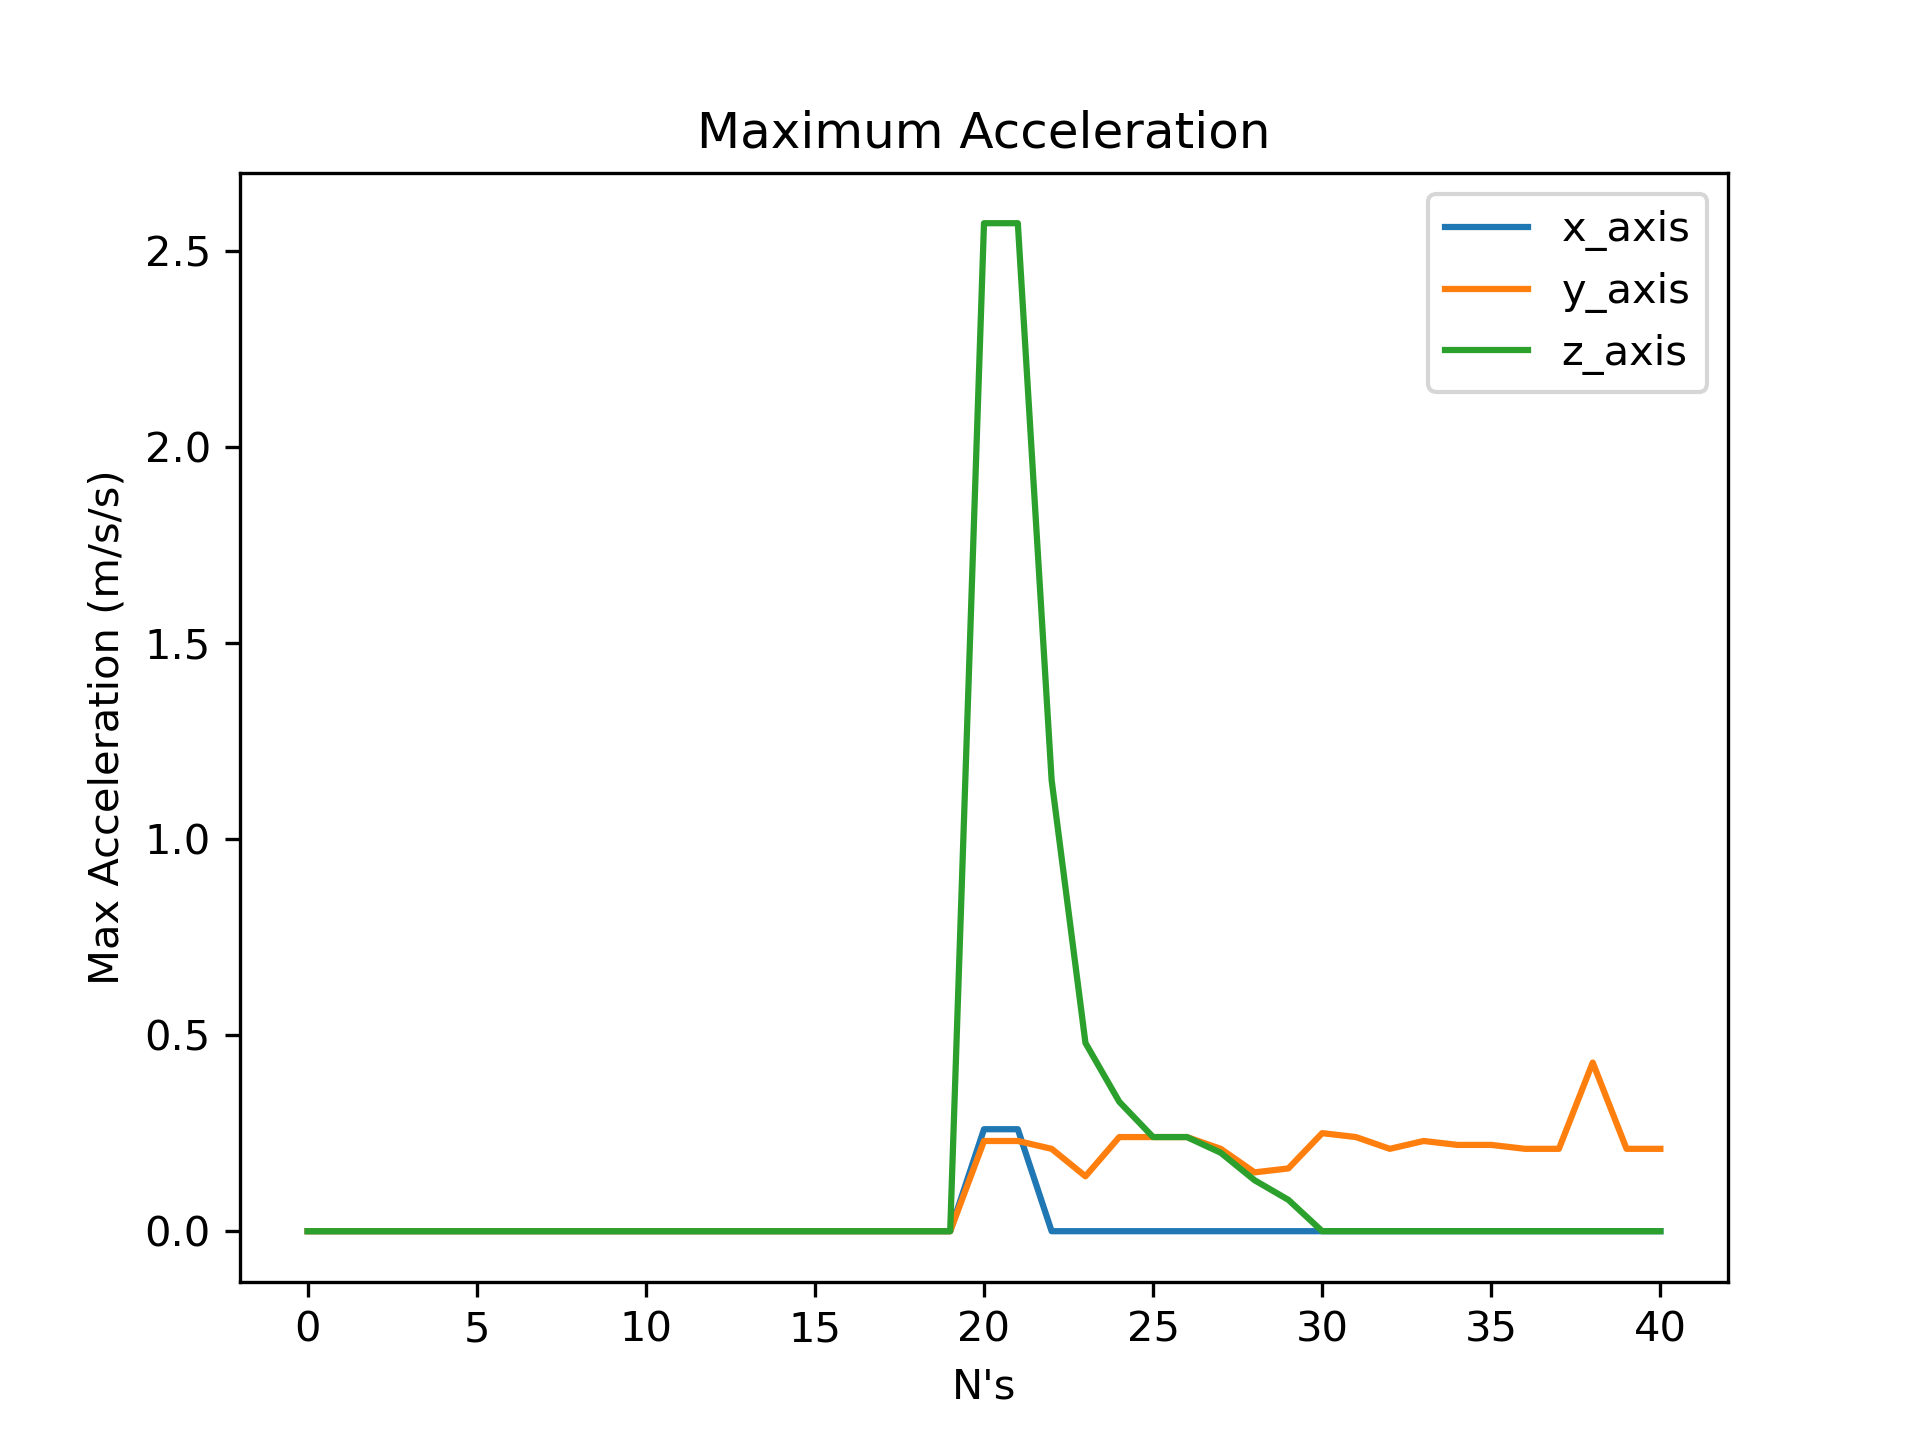 Maximum Acceleration
x_axis
y_axis
z_axis
Max Acceleration (m/s/s)
2.5
2.0
1.5
1.0
0.5
0.0
0 5 10 15 20 25 30 35 40
N's